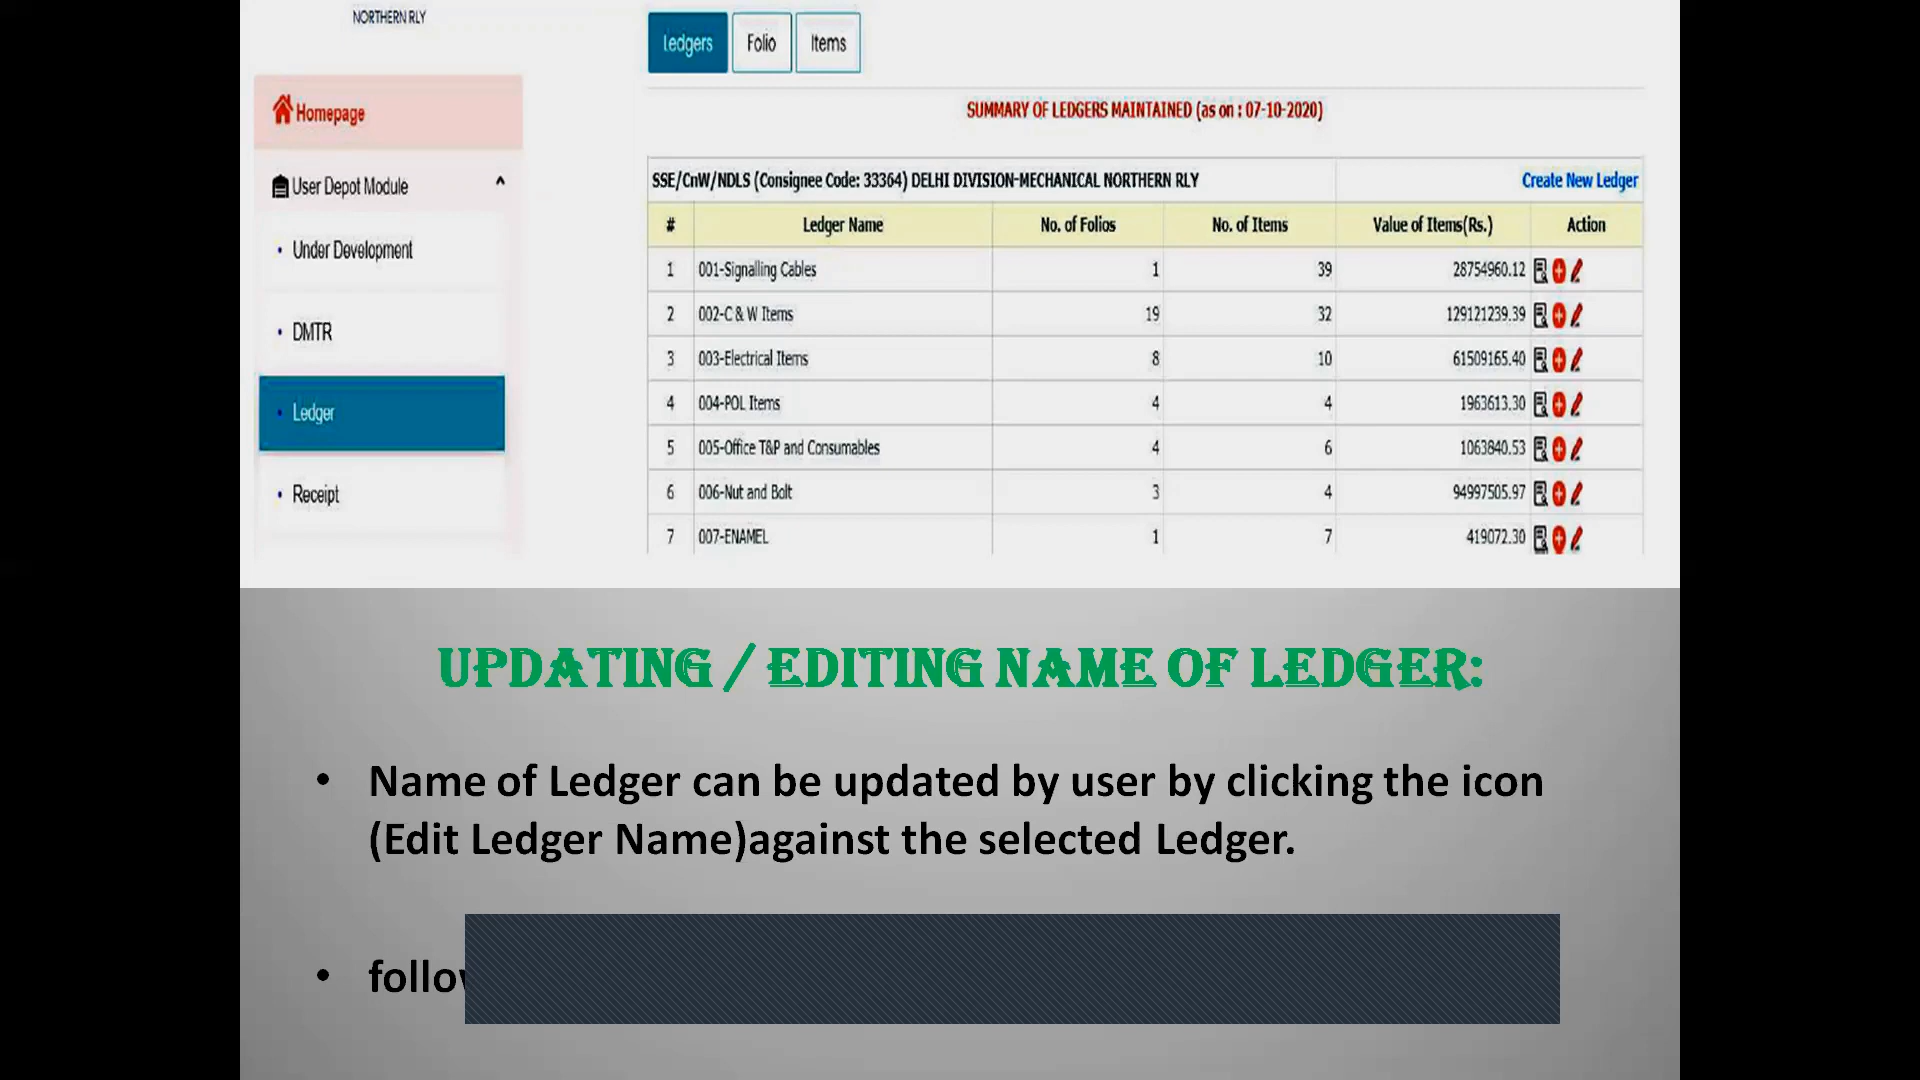 NORTHERN RLY
Ledgers Folio Items
Homepage
SUMMARY OF LEDGERS MAINTAINED (as on : 07-10-2020)
User Depot Module
SSE/CnW/NDLS (Consignee Code: 33364) DELHI DIVISION-MECHANICAL NORTHERN RLY Create New Ledger
# Ledger Name No. of Folios No. of Items Value of Items(Rs.) Action
Under Development
1 001-Signalling Cables 1 39 28754960.12
2 002-C & W Items 19 32 129121239.39
DMTR
3 003-Electrical Items 8 10 61509165.40
4 004-POL Items 4 4 1963613.30
Ledger
5 005-Office T&P and Consumables 4 6 1063840.53
6 006-Nut and Bolt 3 4 94997505.97
Receipt
7 007-ENAMEL 1 7 419072.30
UPDATING / EDITING NAME OF LEDGER:
• Name of Ledger can be updated by user by clicking the icon
(Edit Ledger Name)against the selected Ledger.